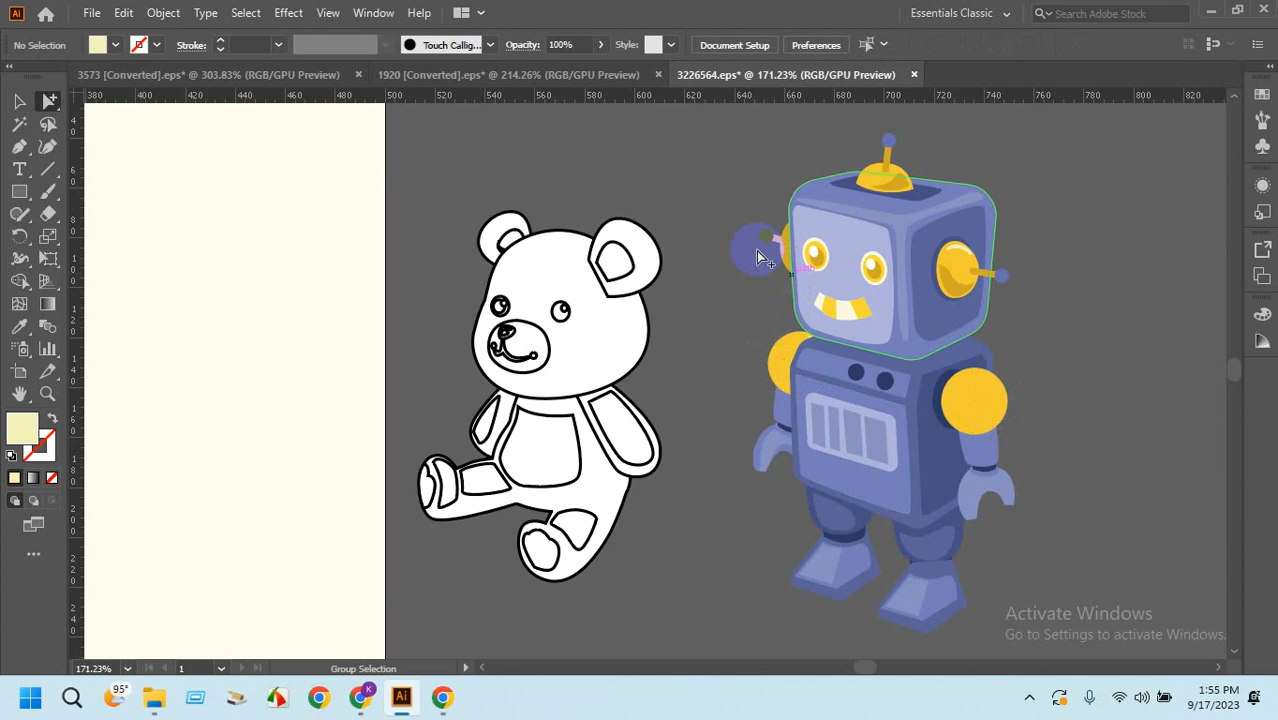 Ai File Edit Object Type Select Effect View Window Help Essentials Classic Search Adobe Stock
No Selection Stroke: Touch Callig... Opacity: 100% Style: Document Setup Preferences
3573 [Converted].eps* @ 303.83% (RGB/GPU Preview) 1920 [Converted].eps* @ 214.26% (RGB/GPU Preview) 3226564.eps* @ 171.23% (RGB/GPU Preview)
380 400 420 440 460 480 500 520 540 560 580 600 620 640 660 680 700 720 740 760 780 800 820
path
Activate Windows
Go to Settings to activate Windows.
171.23% 1 Group Selection
95° K Ai 1:55 PM
9/17/2023